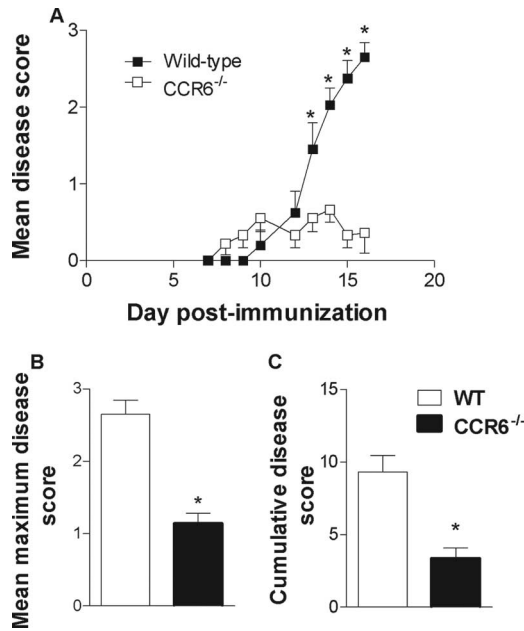 A
Mean disease score
3
2
1
0
Wild-type
CCR6-/-
* * * *
0 5 10 15 20
Day post-immunization
B
Mean maximum disease
score
3
2
1
0
*
C
Cumulative disease
score
15
10
5
0
WT
CCR6-/-
*